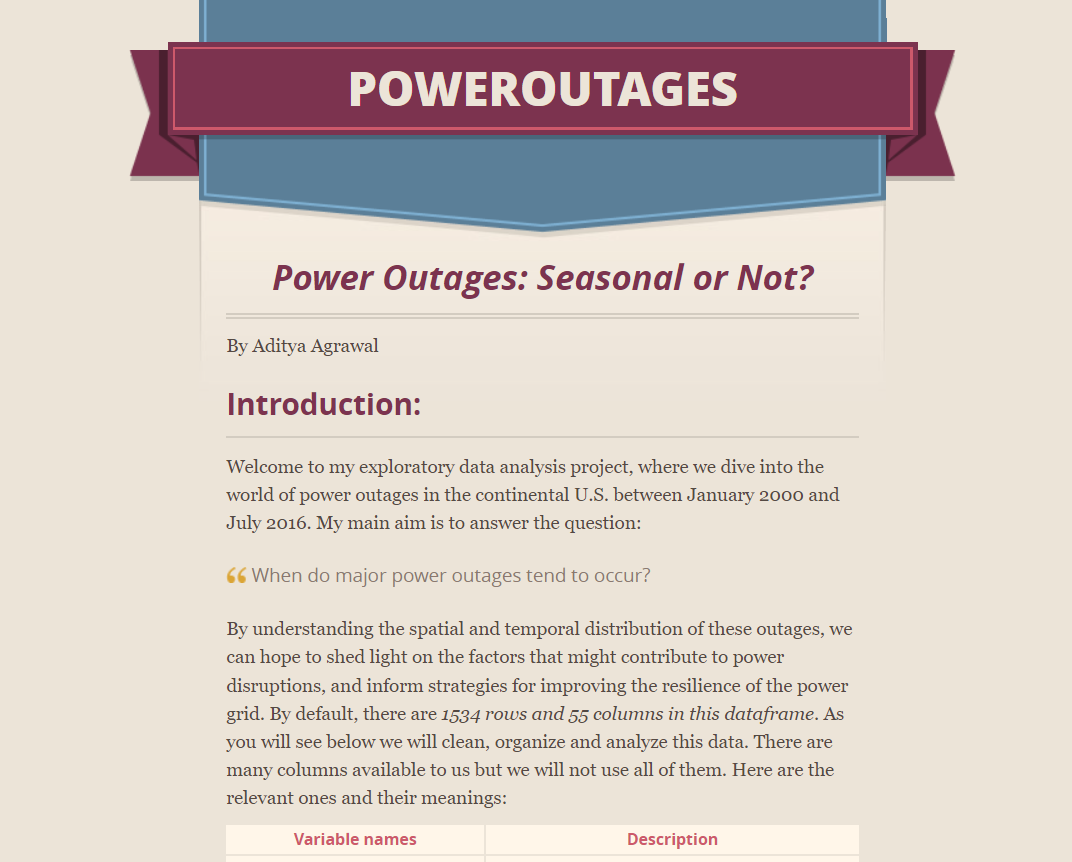 POWEROUTAGES
Power Outages: Seasonal or Not?
By Aditya Agrawal
Introduction:
Welcome to my exploratory data analysis project, where we dive into the
world of power outages in the continental U.S. between January 2000 and
July 2016. My main aim is to answer the question:
“ When do major power outages tend to occur?
By understanding the spatial and temporal distribution of these outages, we
can hope to shed light on the factors that might contribute to power
disruptions, and inform strategies for improving the resilience of the power
grid. By default, there are 1534 rows and 55 columns in this dataframe. As
you will see below we will clean, organize and analyze this data. There are
many columns available to us but we will not use all of them. Here are the
relevant ones and their meanings:
Variable names Description